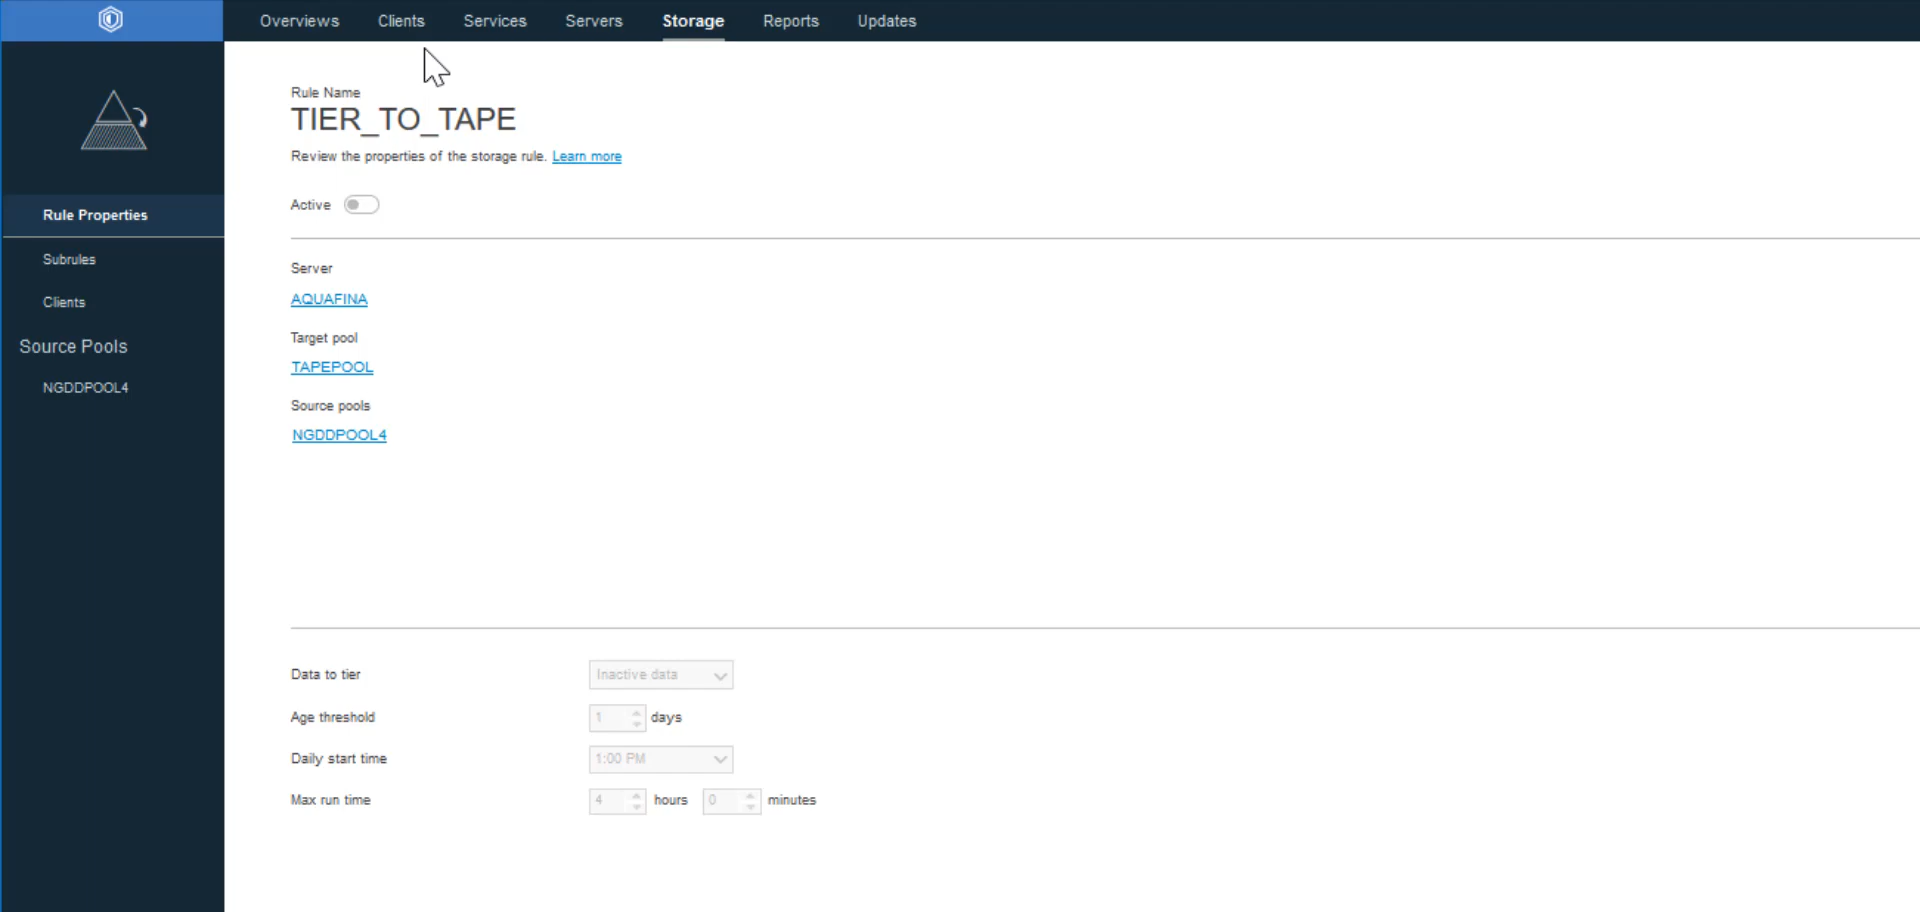 Overviews Clients Services Servers Storage Reports Updates
Rule Properties
Subrules
Clients
Source Pools
NGDDPOOL4
Rule Name
TIER_TO_TAPE
Review the properties of the storage rule. Learn more
Active
Server
AQUAFINA
Target pool
TAPEPOOL
Source pools
NGDDPOOL4
Data to tier Inactive data
Age threshold 1 days
Daily start time 1:00 PM
Max run time 4 hours 0 minutes